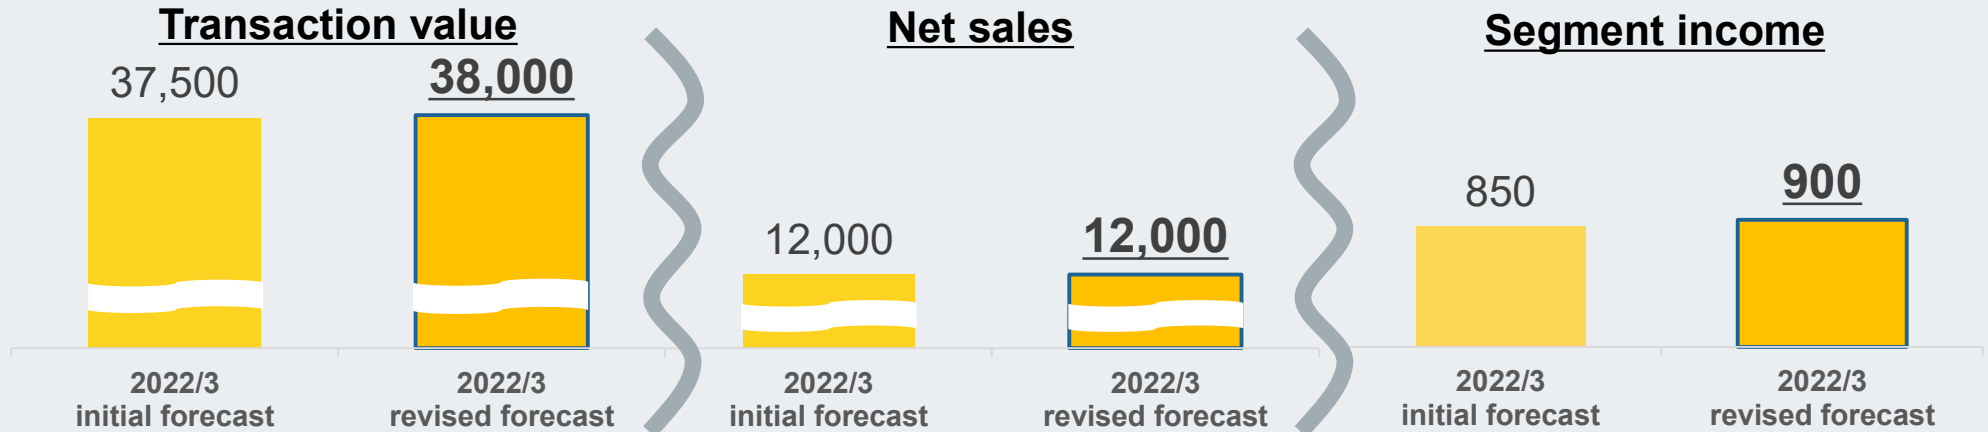 Transaction value
37,500
38,000
2022/3
initial forecast
2022/3
revised forecast
Net sales
12,000
12,000
2022/3
initial forecast
2022/3
revised forecast
Segment income
850
900
2022/3
initial forecast
2022/3
revised forecast